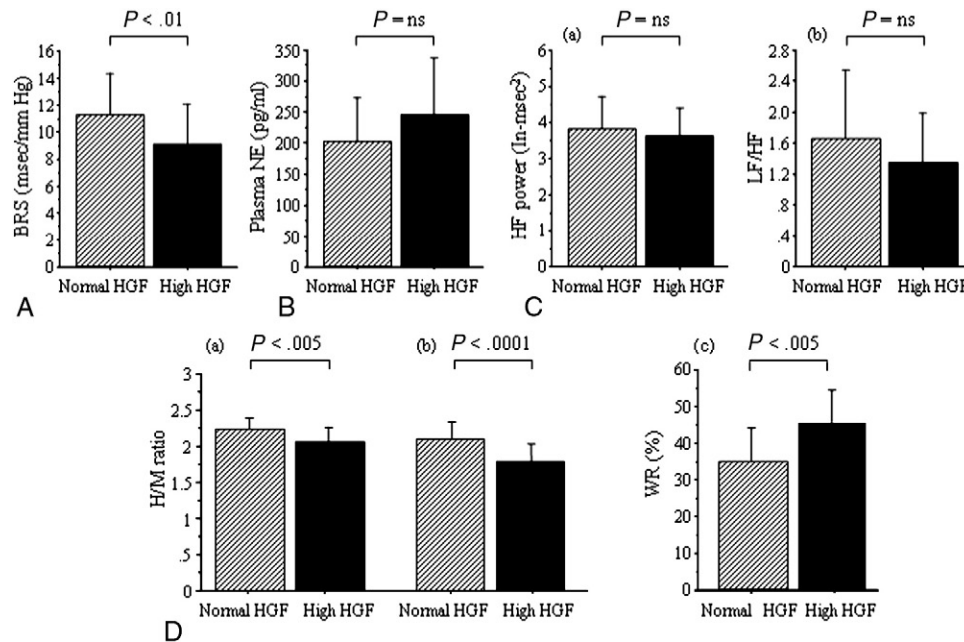 P < .01
P = ns
(a)
P = ns
(b)
P = ns
BRS (msec/mm Hg)
16
14
12
10
8
6
4
2
0
Normal HGF High HGF
A
Plasma NE (pg/ml)
350
300
250
200
150
100
50
0
Normal HGF High HGF
B
HF power (ln-msec²)
6
5
4
3
2
1
0
Normal HGF High HGF
C
LF/HF
2.8
2.4
2
1.6
1.2
.8
.4
0
Normal HGF High HGF
(a)
P < .005
(b)
P < .0001
(c)
P < .005
H/M ratio
3
2.5
2
1.5
1
.5
0
Normal HGF High HGF
Normal HGF High HGF
D
WR (%)
60
50
40
30
20
10
0
Normal HGF High HGF